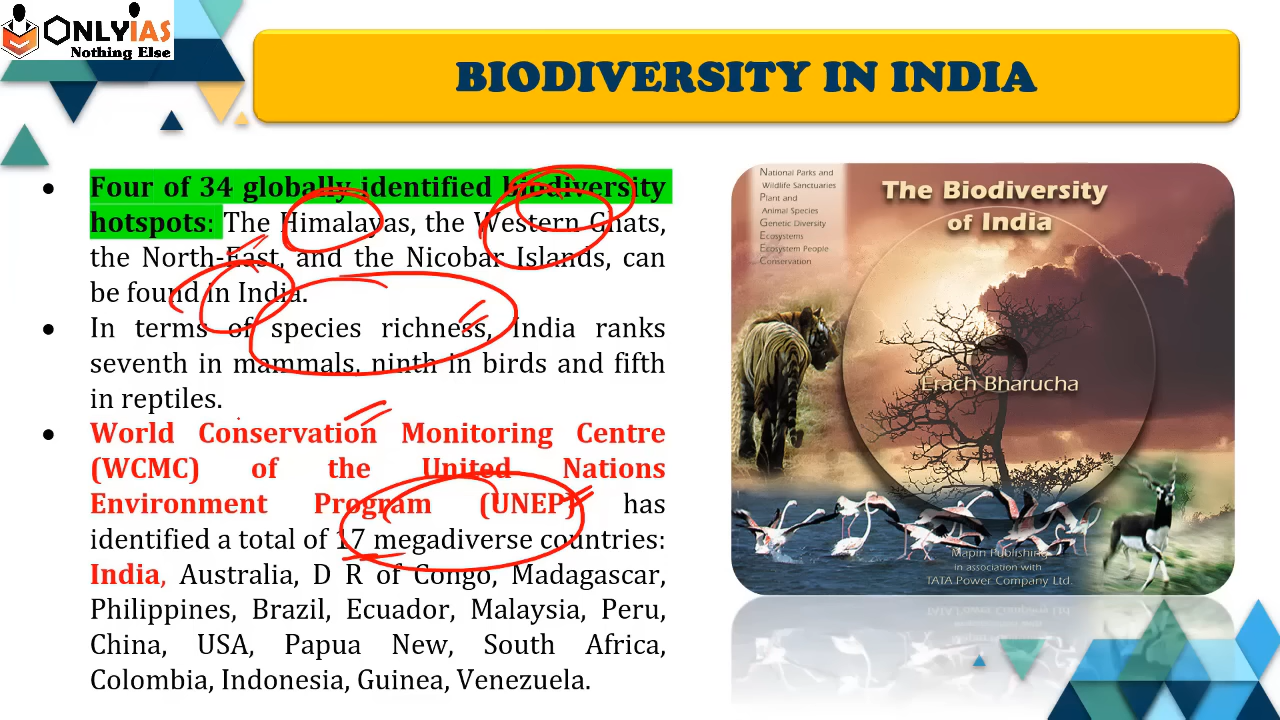 ONLYIAS
Nothing Else
BIODIVERSITY IN INDIA
Four of 34 globally identified biodiversity
hotspots: The Himalayas, the Western Ghats,
the North-East, and the Nicobar Islands, can
be found in India.
In terms of species richness, India ranks
seventh in mammals, ninth in birds and fifth
in reptiles.
World Conservation Monitoring Centre
(WCMC) of the United Nations
Environment Program (UNEP) has
identified a total of 17 megadiverse countries:
India, Australia, D R of Congo, Madagascar,
Philippines, Brazil, Ecuador, Malaysia, Peru,
China, USA, Papua New, South Africa,
Colombia, Indonesia, Guinea, Venezuela.
National Parks and
Wildlife Sanctuaries
Plant and
Animal Species
Genetic Diversity
Ecosystems
Ecosystem People
Conservation
The Biodiversity
of India
Erach Bharucha
Mapin Publishing
in association with
TATA Power Company Ltd.